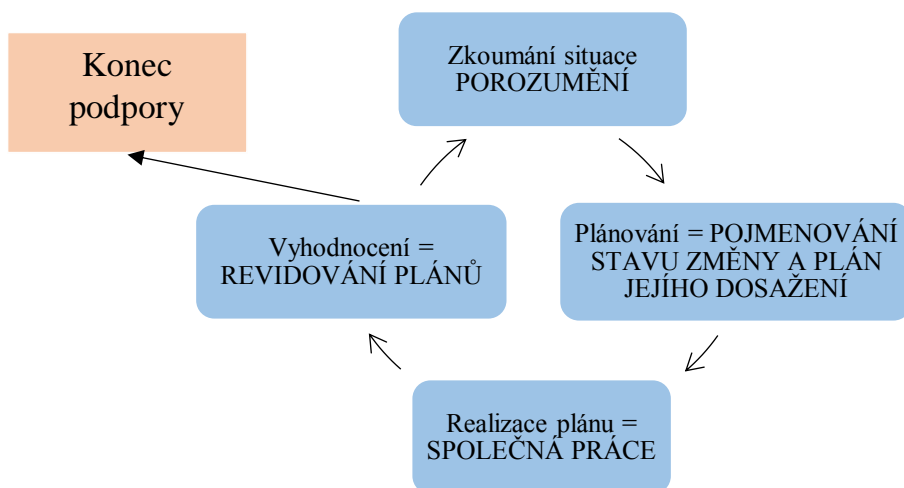 Konec
podpory
Zkoumání situace
POROZUMĚNÍ
Plánování = POJMENOVÁNÍ
STAVU ZMĚNY A PLÁN
JEJÍHO DOSAŽENÍ
Realizace plánu =
SPOLEČNÁ PRÁCE
Vyhodnocení =
REVIDOVÁNÍ PLÁNŮ